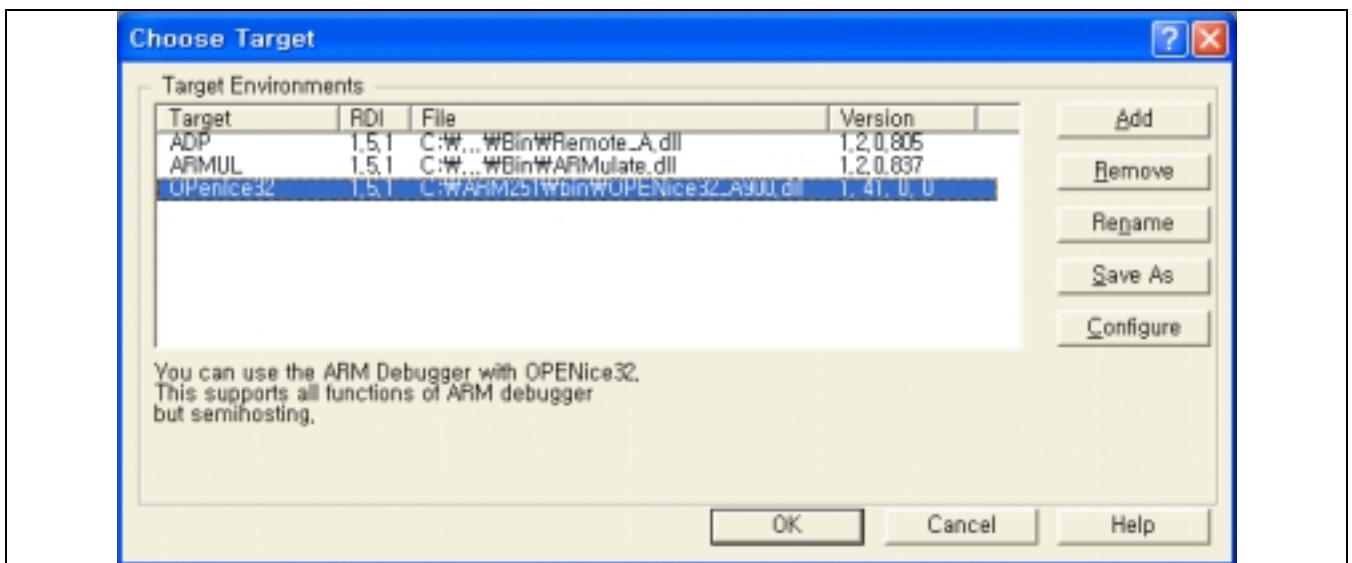 Choose Target
Target Environments
Target RDI File Version
ADP 1.5.1 C:₩...₩Bin₩Remote_A.dll 1.2.0.805
ARMUL 1.5.1 C:₩...₩Bin₩ARMulate.dll 1.2.0.837
OPenice32 1.5.1 C:₩ARM251₩bin₩OPENice32_A900.dll 1, 41, 0, 0
Add
Remove
Rename
Save As
Configure
You can use the ARM Debugger with OPENice32.
This supports all functions of ARM debugger
but semihosting.
OK Cancel Help